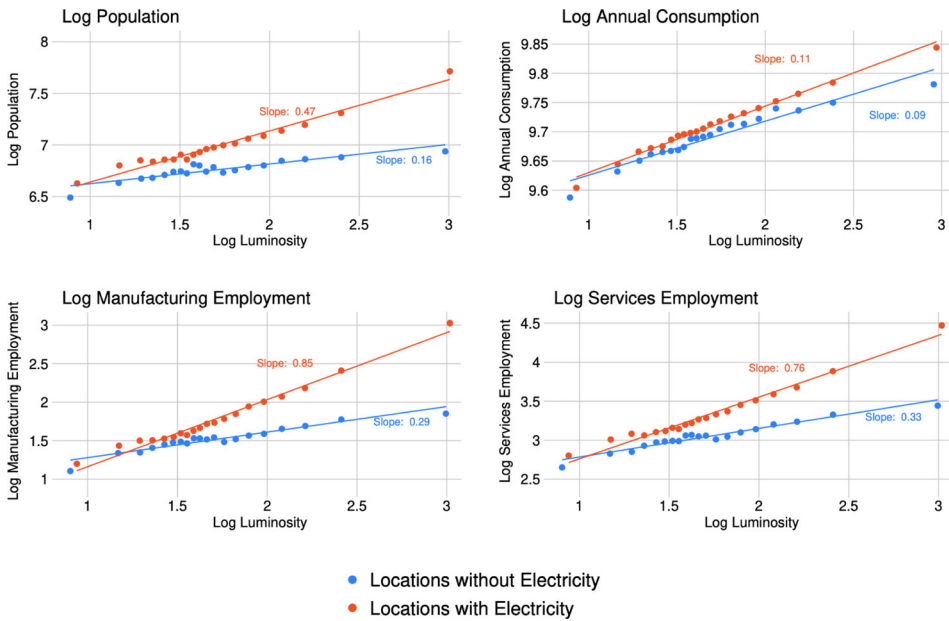 Log Population
8
7.5
7
6.5
Log Population
Slope: 0.47
Slope: 0.16
1
1.5
2
2.5
3
Log Luminosity
Log Annual Consumption
9.85
9.8
9.75
9.7
9.65
9.6
Log Annual Consumption
Slope: 0.11
Slope: 0.09
1
1.5
2
2.5
3
Log Luminosity
Log Manufacturing Employment
3
2.5
2
1.5
1
Log Manufacturing Employment
Slope: 0.85
Slope: 0.29
1
1.5
2
2.5
3
Log Luminosity
Log Services Employment
4.5
4
3.5
3
2.5
Log Services Employment
Slope: 0.76
Slope: 0.33
1
1.5
2
2.5
3
Log Luminosity
Locations without Electricity
Locations with Electricity